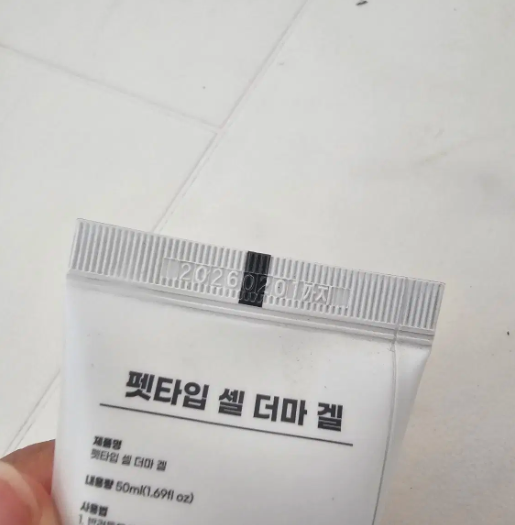 20260201까지
펫타입 셀 더마 겔
제품명
펫타입 셀 더마 겔
내용량 50ml(1.69fl oz)
사용법
1.